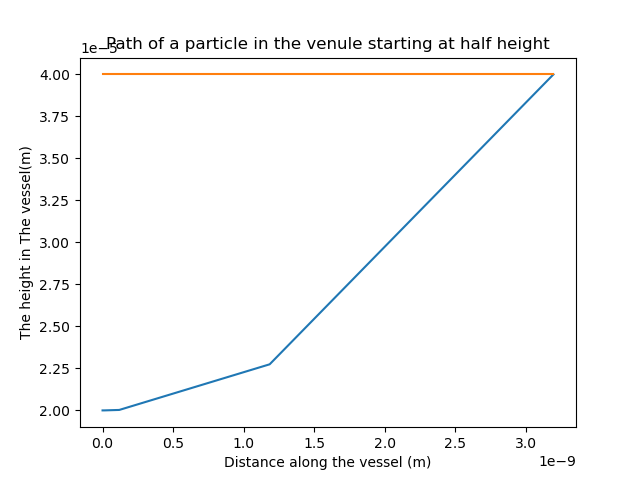 Path of a particle in the venule starting at half height
1e−5
4.00
3.75
3.50
3.25
3.00
2.75
2.50
2.25
2.00
The height in The vessel(m)
0.0 0.5 1.0 1.5 2.0 2.5 3.0
1e−9
Distance along the vessel (m)